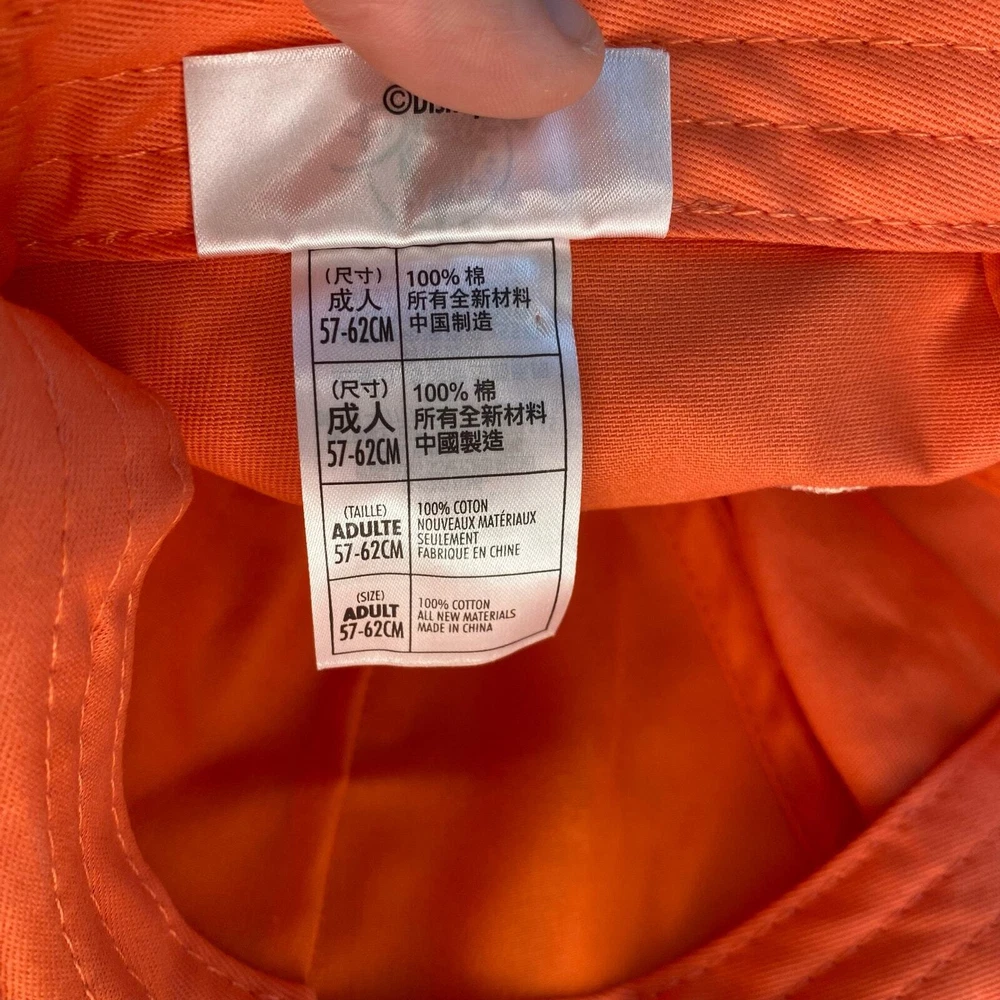 ©Disney
(尺寸)
成人
57-62CM
100% 棉
所有全新材料
中国制造
(尺寸)
成人
57-62CM
100% 棉
所有全新材料
中國製造
(TAILLE)
ADULTE
57-62CM
100% COTON
NOUVEAUX MATÉRIAUX
SEULEMENT
FABRIQUE EN CHINE
(SIZE)
ADULT
57-62CM
100% COTTON
ALL NEW MATERIALS
MADE IN CHINA